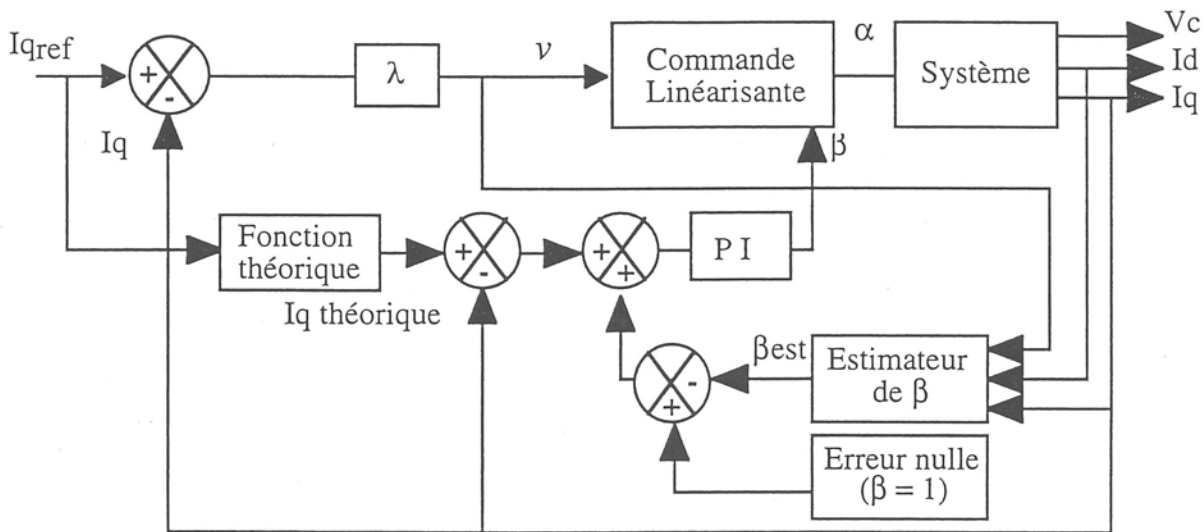 Iqref
+
-
Iq
λ
ν
Commande
Linéarisante
α
Système
Vc
Id
Iq
β
Fonction
théorique
+
-
Iq théorique
+
+
P I
βest
-
+
Estimateur
de β
Erreur nulle
(β = 1)